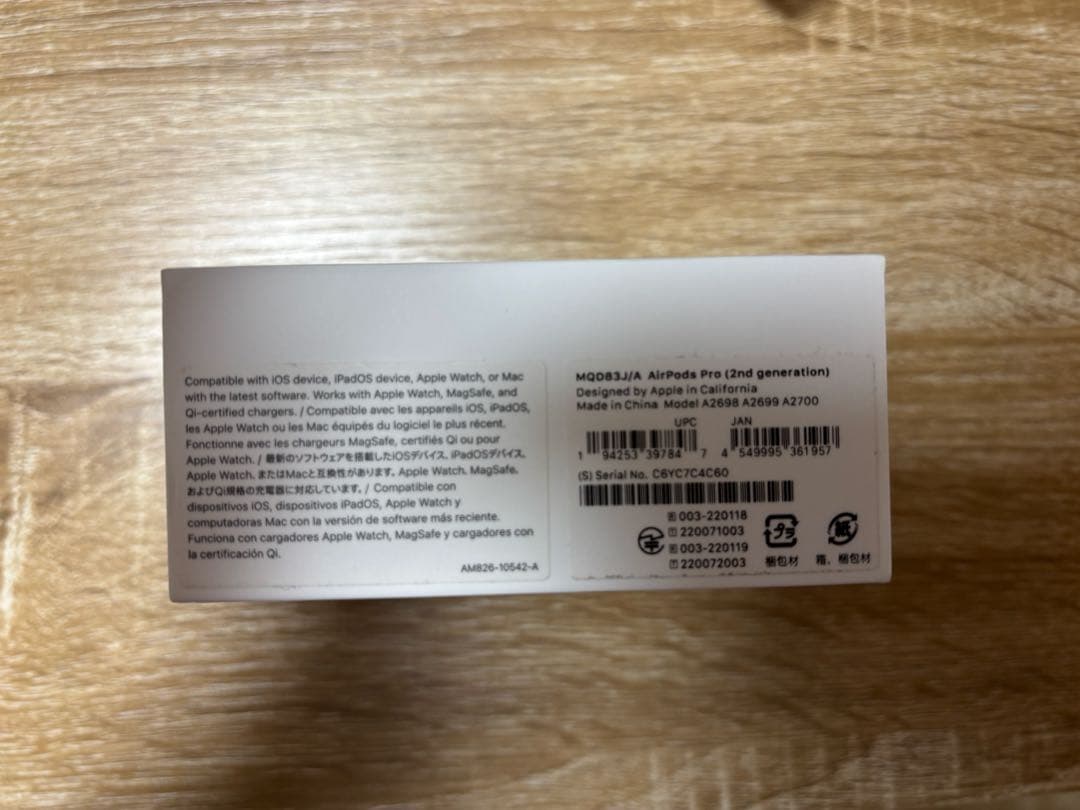 Compatible with iOS device, iPadOS device, Apple Watch, or Mac
with the latest software. Works with Apple Watch, MagSafe, and
Qi-certified chargers. / Compatible avec les appareils iOS, iPadOS,
les Apple Watch ou les Mac équipés du logiciel le plus récent.
Fonctionne avec les chargeurs MagSafe, certifiés Qi ou pour
Apple Watch. / 最新のソフトウェアを搭載したiOSデバイス、iPadOSデバイス、
Apple Watch、またはMacと互換性があります。Apple Watch、MagSafe、
およびQi規格の充電器に対応しています。/ Compatible con
dispositivos iOS, dispositivos iPadOS, Apple Watch y
computadoras Mac con la versión de software más reciente.
Funciona con cargadores Apple Watch, MagSafe y cargadores con
la certificación Qi.
AM826-10542-A
MQD83J/A AirPods Pro (2nd generation)
Designed by Apple in California
Made in China Model A2698 A2699 A2700
UPC JAN
1 94253 39784 7 4 549995 361957
(S) Serial No. C6YC7C4C60
R 003-220118
T 220071003
R 003-220119
T 220072003
プラ
梱包材
紙
箱、梱包材